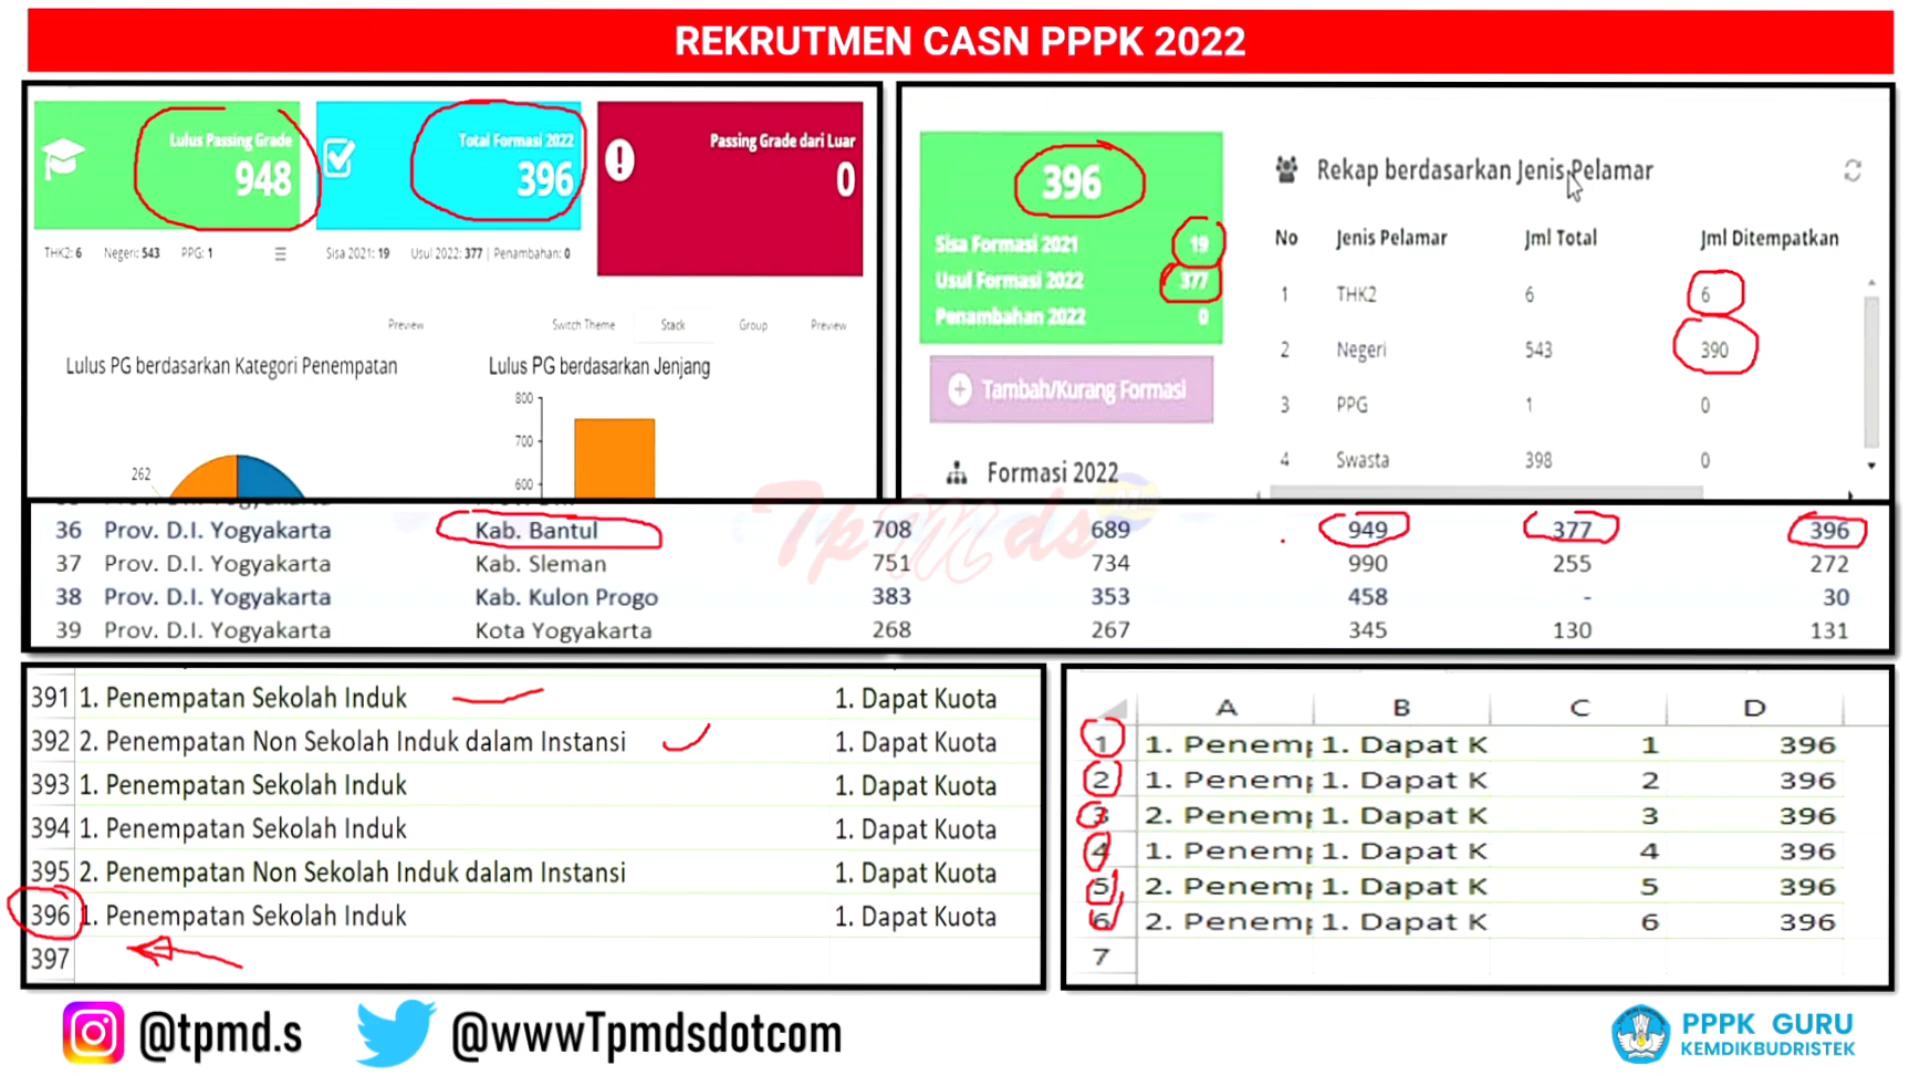 REKRUTMEN CASN PPPK 2022
Lulus Passing Grade
948
THK2: 6 Negeri: 543 PPG: 1
Total Formasi 2022
396
Sisa 2021: 19 Usul 2022: 377 | Penambahan: 0
Passing Grade dari Luar
0
Preview
Switch Theme Stack Group Preview
Lulus PG berdasarkan Kategori Penempatan
262
Lulus PG berdasarkan Jenjang
800
700
600
396
Sisa Formasi 2021 19
Usul Formasi 2022 377
Penambahan 2022 0
Tambah/Kurang Formasi
Formasi 2022
Rekap berdasarkan Jenis Pelamar
No Jenis Pelamar Jml Total Jml Ditempatkan
1 THK2 6 6
2 Negeri 543 390
3 PPG 1 0
4 Swasta 398 0
Tpmds
36 Prov. D.I. Yogyakarta Kab. Bantul 708 689 949 377 396
37 Prov. D.I. Yogyakarta Kab. Sleman 751 734 990 255 272
38 Prov. D.I. Yogyakarta Kab. Kulon Progo 383 353 458 - 30
39 Prov. D.I. Yogyakarta Kota Yogyakarta 268 267 345 130 131
391 1. Penempatan Sekolah Induk 1. Dapat Kuota
392 2. Penempatan Non Sekolah Induk dalam Instansi 1. Dapat Kuota
393 1. Penempatan Sekolah Induk 1. Dapat Kuota
394 1. Penempatan Sekolah Induk 1. Dapat Kuota
395 2. Penempatan Non Sekolah Induk dalam Instansi 1. Dapat Kuota
396 1. Penempatan Sekolah Induk 1. Dapat Kuota
397
A B C D
1 1. Penem 1. Dapat K 1 396
2 1. Penem 1. Dapat K 2 396
3 2. Penem 1. Dapat K 3 396
4 1. Penem 1. Dapat K 4 396
5 2. Penem 1. Dapat K 5 396
6 2. Penem 1. Dapat K 6 396
7
@tpmd.s @wwwTpmdsdotcom
PPPK GURU
KEMDIKBUDRISTEK